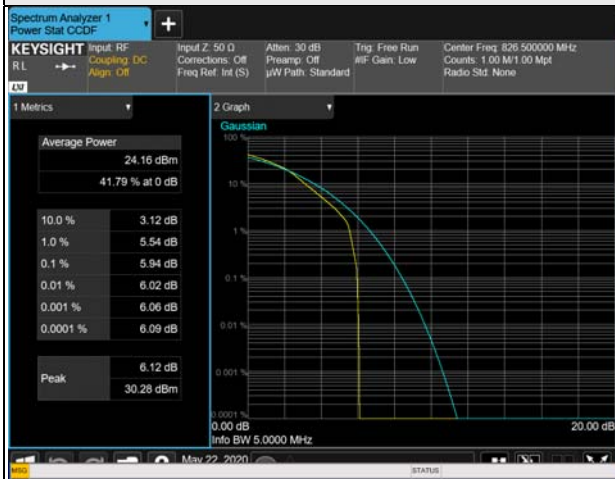 Spectrum Analyzer 1
Power Stat CCDF
KEYSIGHT
RL
LXI
Input: RF
Coupling: DC
Align: Off
Input Z: 50 Ω
Corrections: Off
Freq Ref: Int (S)
Atten: 30 dB
Preamp: Off
µW Path: Standard
Trig: Free Run
#IF Gain: Low
Center Freq: 826.500000 MHz
Counts: 1.00 M/1.00 Mpt
Radio Std: None
1 Metrics
Average Power
24.16 dBm
41.79 % at 0 dB
10.0 % 3.12 dB
1.0 % 5.54 dB
0.1 % 5.94 dB
0.01 % 6.02 dB
0.001 % 6.06 dB
0.0001 % 6.09 dB
Peak
6.12 dB
30.28 dBm
2 Graph
Gaussian
100 %
10 %
1 %
0.1 %
0.01 %
0.001 %
0.0001 %
0.00 dB
20.00 dB
Info BW 5.0000 MHz
May 22, 2020
MSG
STATUS